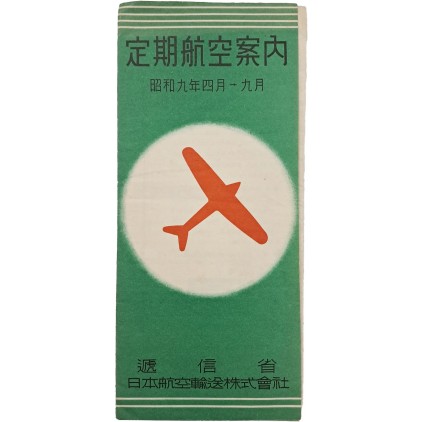 定期航空案内
昭和九年四月－九月
遞信省
日本航空輸送株式會社